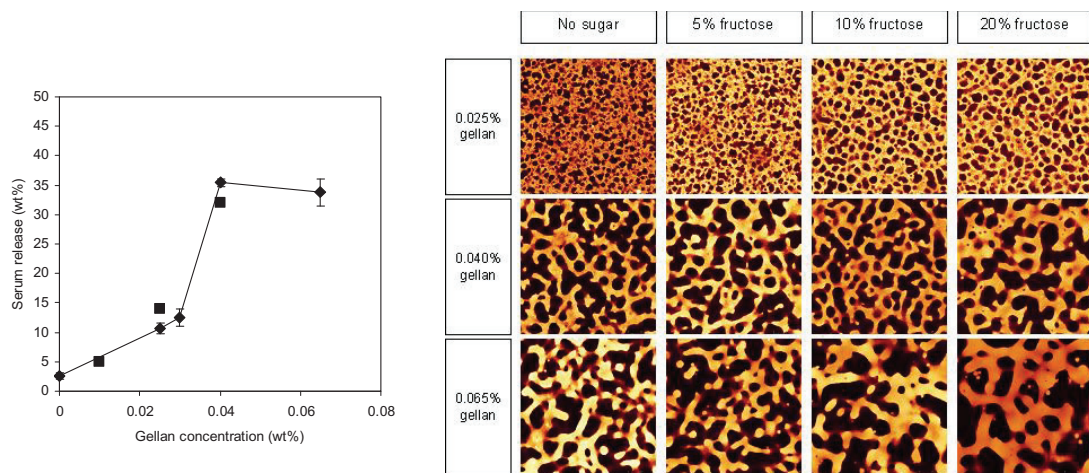 Serum release (wt%)
50
45
40
35
30
25
20
15
10
5
0
0
0.02
0.04
0.06
0.08
Gellan concentration (wt%)
No sugar
5% fructose
10% fructose
20% fructose
0.025%
gellan
0.040%
gellan
0.065%
gellan